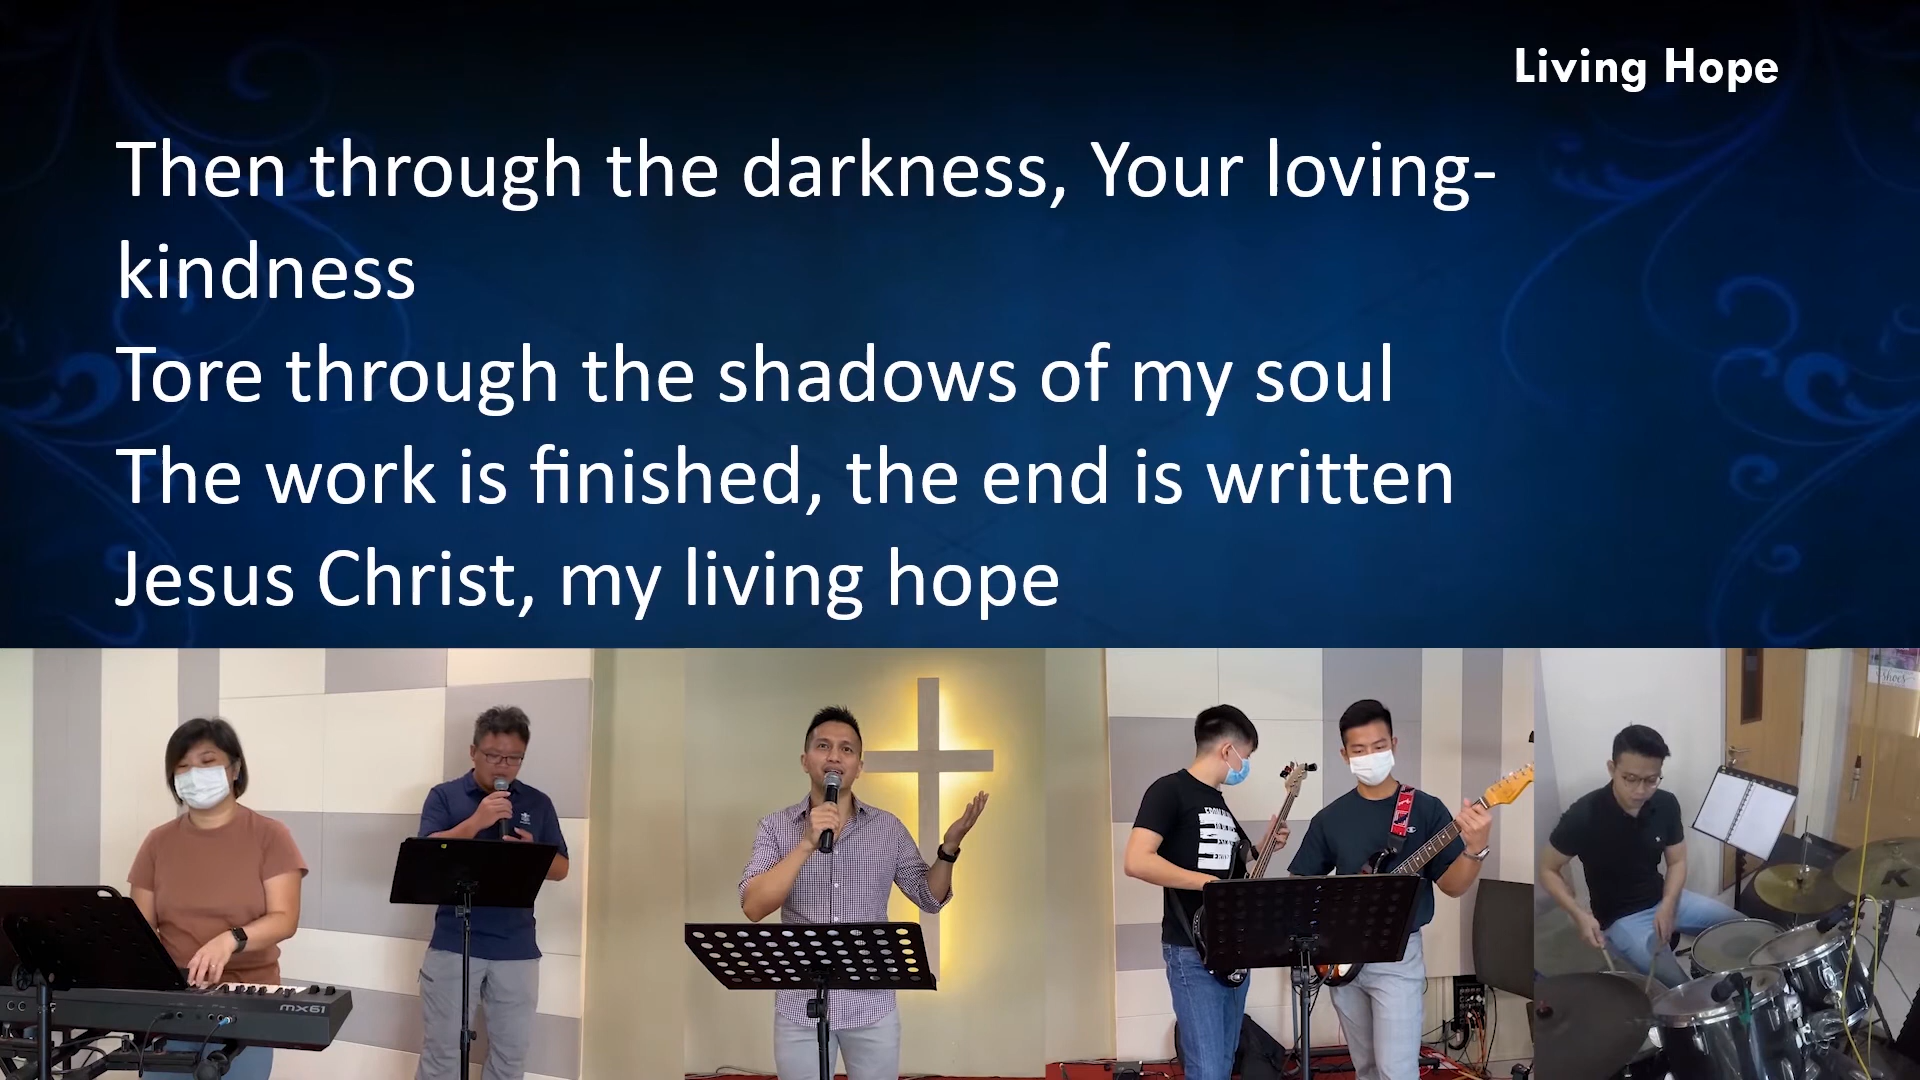 Living Hope
Then through the darkness, Your loving-
kindness
Tore through the shadows of my soul
The work is finished, the end is written
Jesus Christ, my living hope
mx61
K